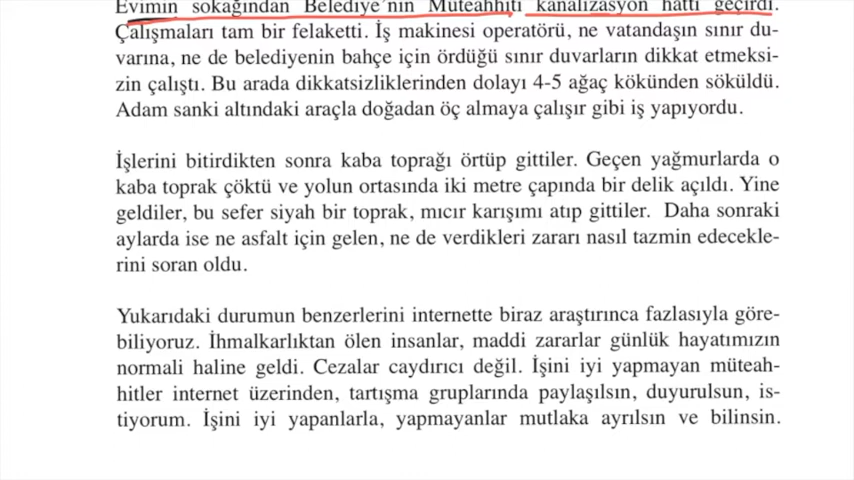 Evimin sokağından Belediye'nin Müteahhiti kanalizasyon hattı geçirdi.
Çalışmaları tam bir felaketti. İş makinesi operatörü, ne vatandaşın sınır du-
varına, ne de belediyenin bahçe için ördüğü sınır duvarların dikkat etmeksi-
zin çalıştı. Bu arada dikkatsizliklerinden dolayı 4-5 ağaç kökünden söküldü.
Adam sanki altındaki araçla doğadan öç almaya çalışır gibi iş yapıyordu.
İşlerini bitirdikten sonra kaba toprağı örtüp gittiler. Geçen yağmurlarda o
kaba toprak çöktü ve yolun ortasında iki metre çapında bir delik açıldı. Yine
geldiler, bu sefer siyah bir toprak, mıcır karışımı atıp gittiler. Daha sonraki
aylarda ise ne asfalt için gelen, ne de verdikleri zararı nasıl tazmin edecekle-
rini soran oldu.
Yukarıdaki durumun benzerlerini internette biraz araştırınca fazlasıyla göre-
biliyoruz. İhmalkarlıktan ölen insanlar, maddi zararlar günlük hayatımızın
normali haline geldi. Cezalar caydırıcı değil. İşini iyi yapmayan müteah-
hitler internet üzerinden, tartışma gruplarında paylaşılsın, duyurulsun, is-
tiyorum. İşini iyi yapanlarla, yapmayanlar mutlaka ayrılsın ve bilinsin.